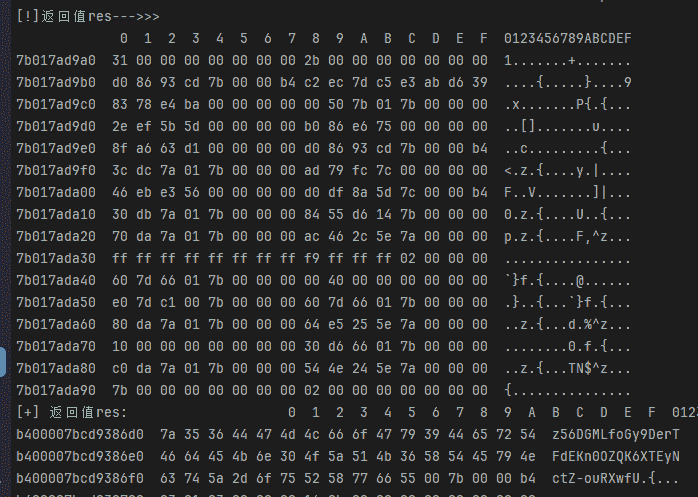 [!]返回值res--->>>
0 1 2 3 4 5 6 7 8 9 A B C D E F 0123456789ABCDEF
7b017ad9a0 31 00 00 00 00 00 00 00 2b 00 00 00 00 00 00 00 1.......+.......
7b017ad9b0 d0 86 93 cd 7b 00 00 b4 c2 ec 7d c5 e3 ab d6 39 ....{.....}....9
7b017ad9c0 83 78 e4 ba 00 00 00 00 00 50 7b 01 7b 00 00 00 .x.......P{.{...
7b017ad9d0 2e ef 5b 5d 00 00 00 00 b0 86 e6 75 00 00 00 00 ..[].......u....
7b017ad9e0 8f a6 63 d1 00 00 00 00 d0 86 93 cd 7b 00 00 b4 ..c.........{...
7b017ad9f0 3c dc 7a 01 7b 00 00 00 ad 79 fc 7c 00 00 00 00 <.z.{....y.|....
7b017ada00 46 eb e3 56 00 00 00 00 d0 df 8a 5d 7c 00 00 b4 F..V.......]|...
7b017ada10 30 db 7a 01 7b 00 00 00 84 55 d6 14 7b 00 00 00 0.z.{....U..{...
7b017ada20 70 da 7a 01 7b 00 00 00 ac 46 2c 5e 7a 00 00 00 p.z.{....F,^z...
7b017ada30 ff ff ff ff ff ff ff ff f9 ff ff ff 02 00 00 00 ................
7b017ada40 60 7d 66 01 7b 00 00 00 00 40 00 00 00 00 00 00 `}f.{....@......
7b017ada50 e0 7d c1 00 7b 00 00 00 60 7d 66 01 7b 00 00 00 .}..{...`}f.{...
7b017ada60 80 da 7a 01 7b 00 00 00 64 e5 25 5e 7a 00 00 00 ..z.{...d.%^z...
7b017ada70 10 00 00 00 00 00 00 00 30 d6 66 01 7b 00 00 00 ........0.f.{...
7b017ada80 c0 da 7a 01 7b 00 00 00 54 4e 24 5e 7a 00 00 00 ..z.{...TN$^z...
7b017ada90 7b 00 00 00 00 00 00 00 02 00 00 00 00 00 00 00 {...............
[+] 返回值res: 0 1 2 3 4 5 6 7 8 9 A B C D E F 012
b400007bcd9386d0 7a 35 36 44 47 4d 4c 66 6f 47 79 39 44 65 72 54 z56DGMLfoGy9DerT
b400007bcd9386e0 46 64 45 4b 6e 30 4f 5a 51 4b 36 58 54 45 79 4e FdEKn0OZQK6XTEyN
b400007bcd9386f0 63 74 5a 2d 6f 75 52 58 77 66 55 00 7b 00 00 b4 ctZ-ouRXwfU.{...